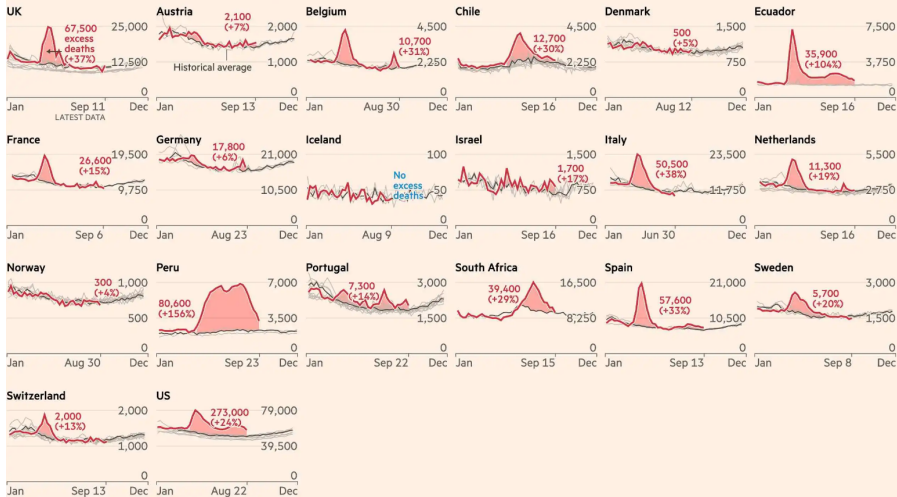 UK
25,000
67,500
excess
deaths
(+37%)
12,500
0
Jan
Sep 11
Dec
LATEST DATA
Austria
2,100
(+7%)
2,000
1,000
Historical average
0
Jan
Sep 13
Dec
Belgium
4,500
10,700
(+31%)
2,250
0
Jan
Aug 30
Dec
Chile
4,500
12,700
(+30%)
2,250
0
Jan
Sep 16
Dec
Denmark
1,500
500
(+5%)
750
0
Jan
Aug 12
Dec
Ecuador
7,500
35,900
(+104%)
3,750
0
Jan
Sep 16
Dec
France
19,500
26,600
(+15%)
9,750
0
Jan
Sep 6
Dec
Germany
17,800
(+6%)
21,000
10,500
0
Jan
Aug 23
Dec
Iceland
100
No
excess
deaths
50
0
Jan
Aug 9
Dec
Israel
1,500
1,700
(+17%)
750
0
Jan
Sep 16
Dec
Italy
23,500
50,500
(+38%)
11,750
0
Jan
Jun 30
Dec
Netherlands
5,500
11,300
(+19%)
2,775
0
Jan
Sep 16
Dec
Norway
300
(+4%)
1,000
500
0
Jan
Aug 30
Dec
Peru
7,000
80,600
(+156%)
3,500
0
Jan
Sep 23
Dec
Portugal
7,300
(+14%)
3,000
1,500
0
Jan
Sep 22
Dec
South Africa
39,400
(+29%)
16,500
8,250
0
Jan
Sep 15
Dec
Spain
21,000
57,600
(+33%)
10,500
0
Jan
Sep 13
Dec
Sweden
5,700
(+20%)
3,000
1,500
0
Jan
Sep 8
Dec
Switzerland
2,000
(+13%)
2,000
1,000
0
Jan
Sep 13
Dec
US
273,000
(+24%)
79,000
39,500
0
Jan
Aug 22
Dec